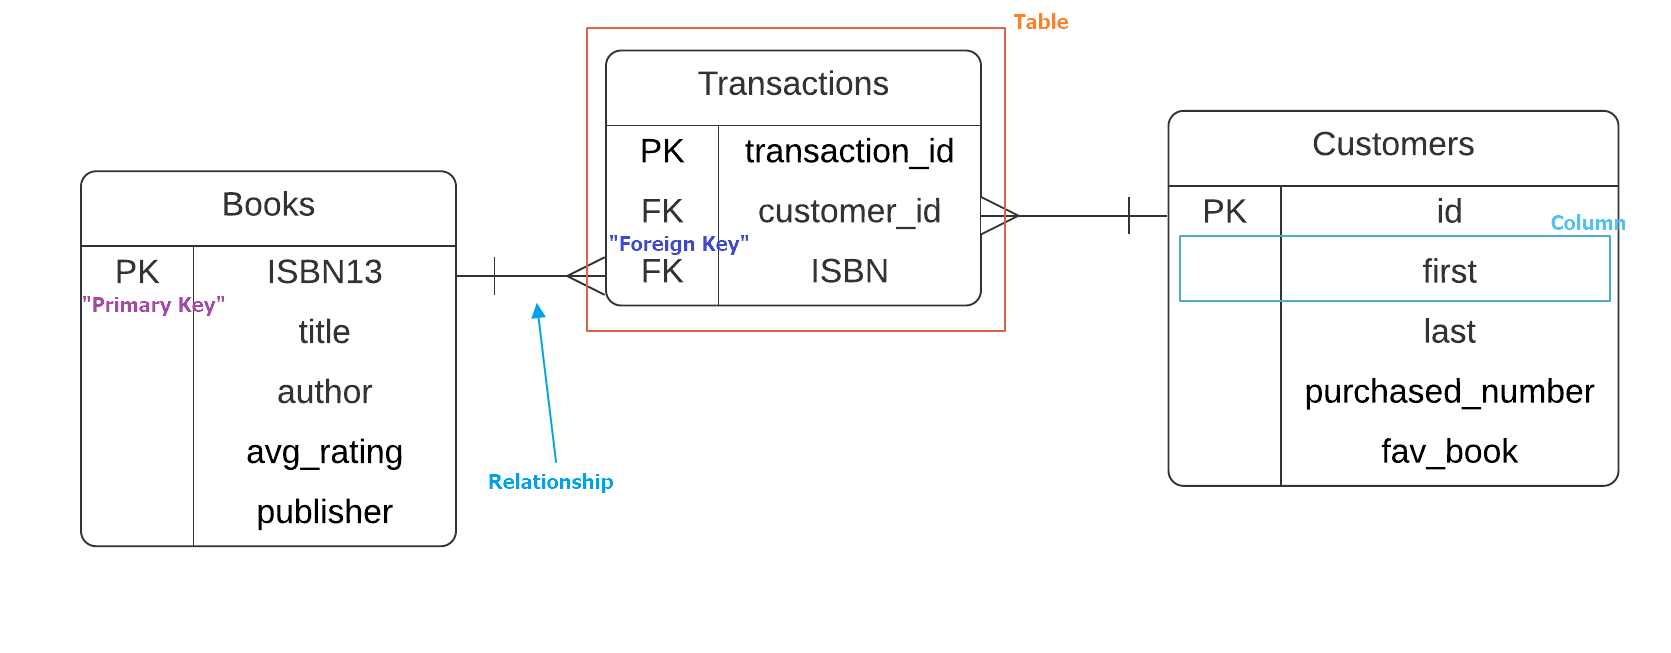 Table
Transactions
PK transaction_id
FK customer_id
"Foreign Key"
FK ISBN
Books
PK ISBN13
"Primary Key"
title
author
avg_rating
publisher
Relationship
Customers
PK id
Column
first
last
purchased_number
fav_book